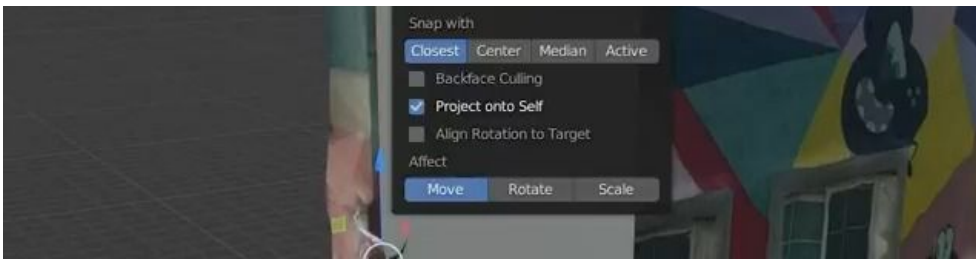 Snap with
Closest Center Median Active
Backface Culling
Project onto Self
Align Rotation to Target
Affect
Move Rotate Scale